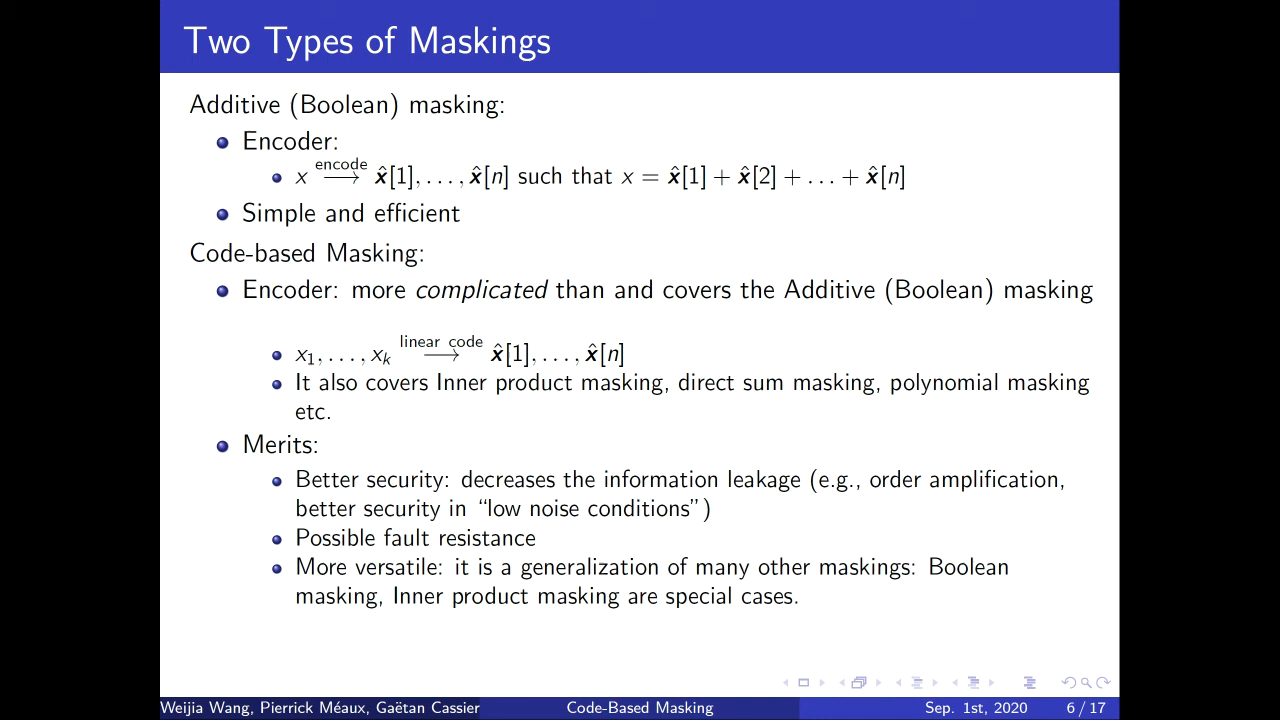 Two Types of Maskings
Additive (Boolean) masking:
Encoder:
x —encode→ x̂[1], . . . , x̂[n] such that x = x̂[1] + x̂[2] + . . . + x̂[n]
Simple and efficient
Code-based Masking:
Encoder: more complicated than and covers the Additive (Boolean) masking
x₁, . . . , xₖ —linear code→ x̂[1], . . . , x̂[n]
It also covers Inner product masking, direct sum masking, polynomial masking
etc.
Merits:
Better security: decreases the information leakage (e.g., order amplification,
better security in “low noise conditions”)
Possible fault resistance
More versatile: it is a generalization of many other maskings: Boolean
masking, Inner product masking are special cases.
Weijia Wang, Pierrick Méaux, Gaëtan Cassier Code-Based Masking Sep. 1st, 2020 6 / 17